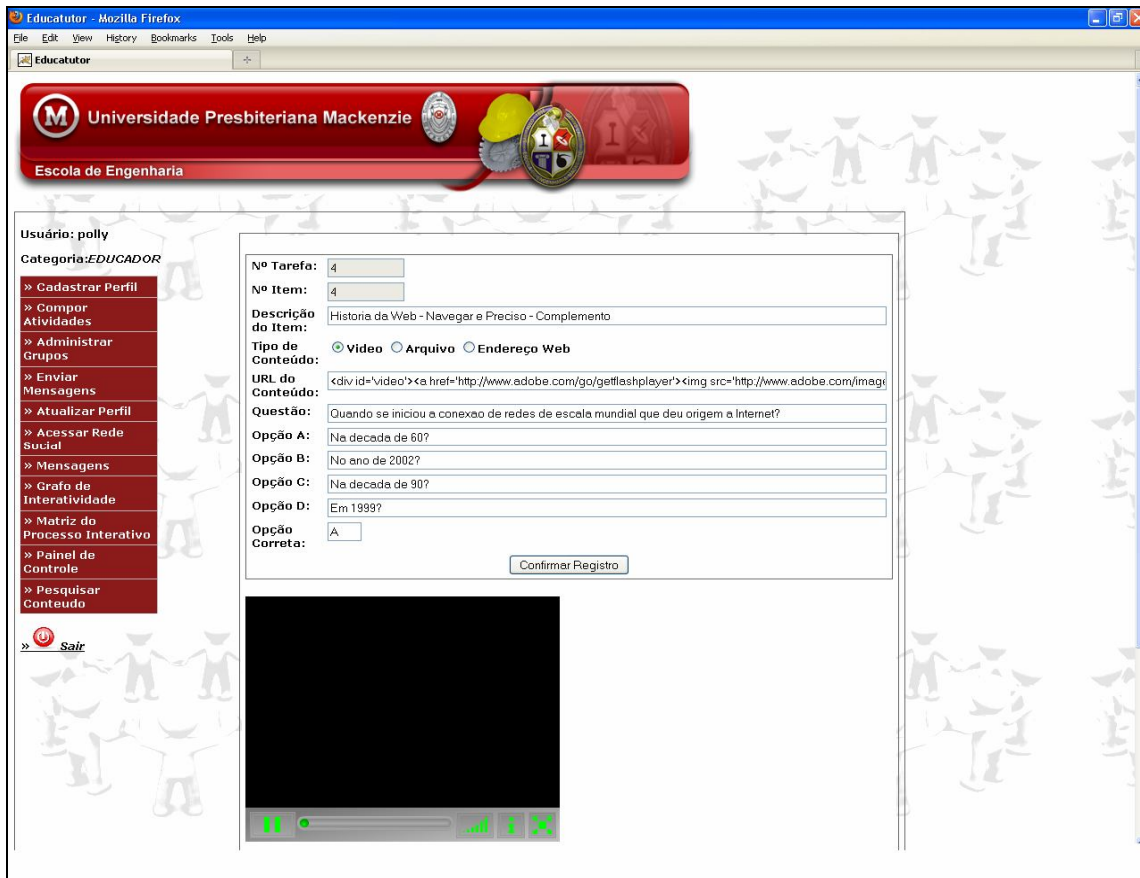 Educatutor - Mozilla Firefox
File Edit View History Bookmarks Tools Help
Educatutor
M Universidade Presbiteriana Mackenzie
Escola de Engenharia
Usuário: polly
Categoria:EDUCADOR
» Cadastrar Perfil
» Compor
Atividades
» Administrar
Grupos
» Enviar
Mensagens
» Atualizar Perfil
» Acessar Rede
Social
» Mensagens
» Grafo de
Interatividade
» Matriz do
Processo Interativo
» Painel de
Controle
» Pesquisar
Conteudo
» Sair
Nº Tarefa: 4
Nº Item: 4
Descrição
do Item: Historia da Web - Navegar e Preciso - Complemento
Tipo de
Conteúdo: Video Arquivo Endereço Web
URL do
Conteúdo: <div id='video'><a href='http://www.adobe.com/go/getflashplayer'><img src='http://www.adobe.com/image
Questão: Quando se iniciou a conexao de redes de escala mundial que deu origem a Internet?
Opção A: Na decada de 60?
Opção B: No ano de 2002?
Opção C: Na decada de 90?
Opção D: Em 1999?
Opção
Correta: A
Confirmar Registro